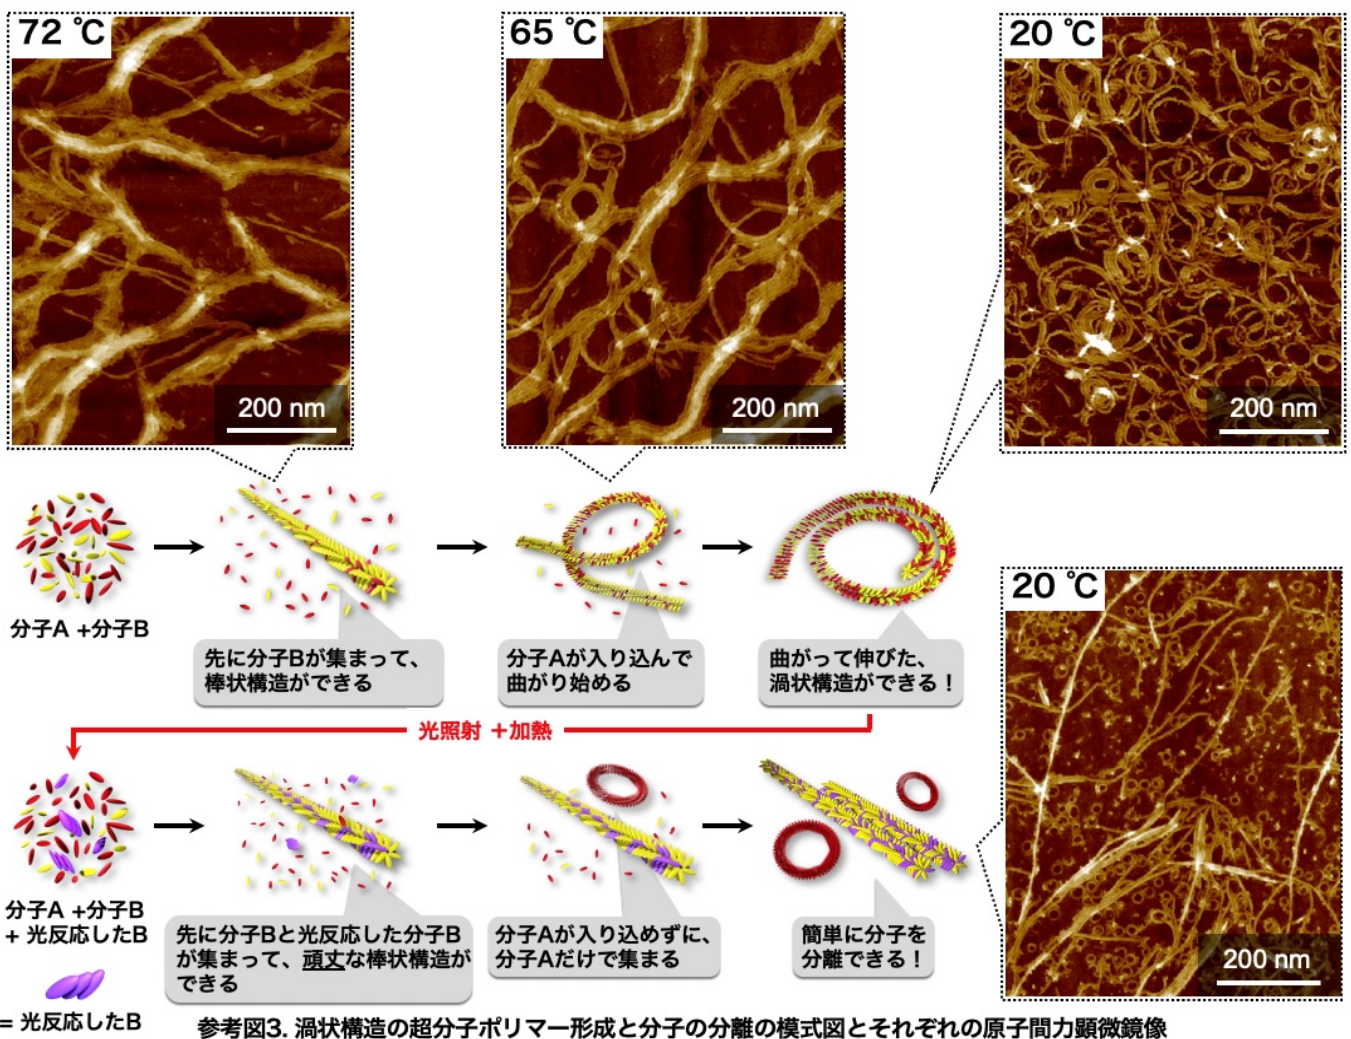 72 ℃
65 ℃
20 ℃
200 nm
200 nm
200 nm
分子A +分子B
先に分子Bが集まって、
棒状構造ができる
分子Aが入り込んで
曲がり始める
曲がって伸びた、
渦状構造ができる！
光照射 ＋加熱
20 ℃
200 nm
分子A +分子B
+ 光反応したB
先に分子Bと光反応した分子B
が集まって、頑丈な棒状構造が
できる
分子Aが入り込めずに、
分子Aだけで集まる
簡単に分子を
分離できる！
= 光反応したB
参考図3. 渦状構造の超分子ポリマー形成と分子の分離の模式図とそれぞれの原子間力顕微鏡像